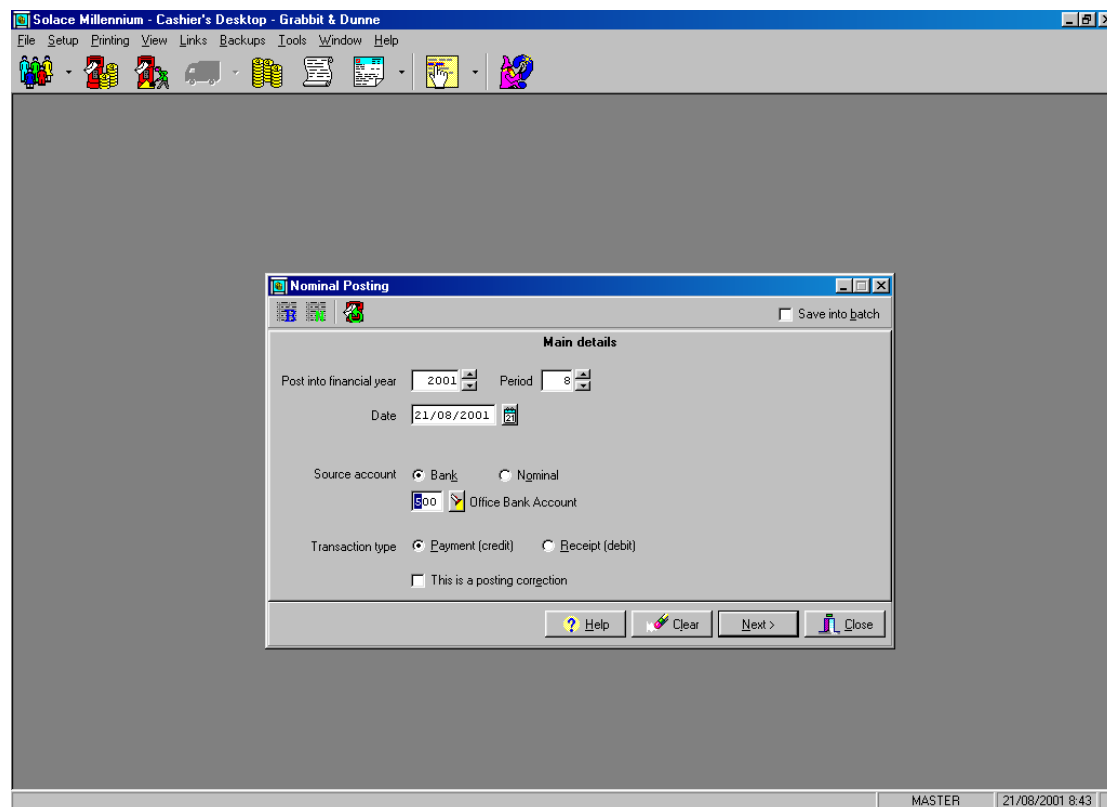 Solace Millennium - Cashier's Desktop - Grabbit & Dunne
File Setup Printing View Links Backups Tools Window Help
Nominal Posting
Save into batch
Main details
Post into financial year 2001 Period 8
Date 21/08/2001 21
Source account Bank Nominal
500 Office Bank Account
Transaction type Payment (credit) Receipt (debit)
This is a posting correction
? Help Clear Next > Close
MASTER 21/08/2001 8:43